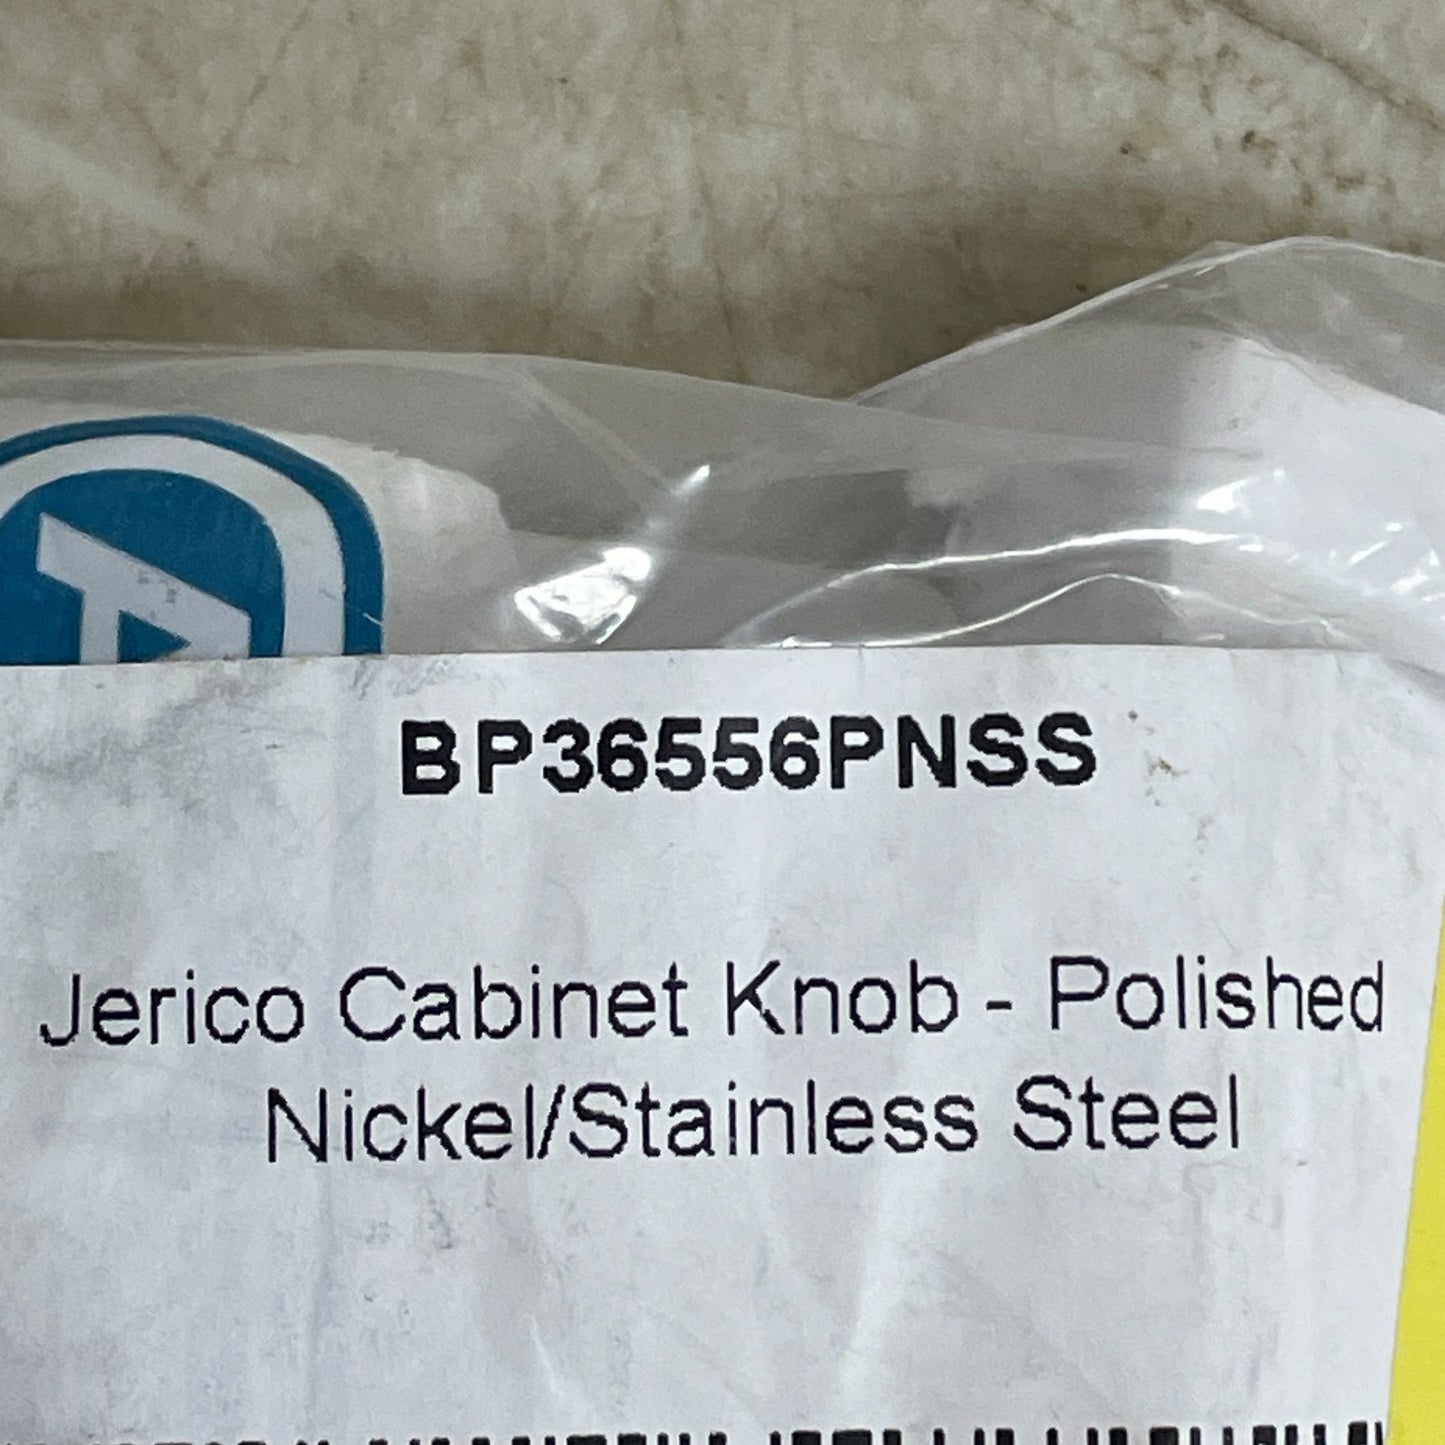 A
BP36556PNSS
Jerico Cabinet Knob - Polished
Nickel/Stainless Steel